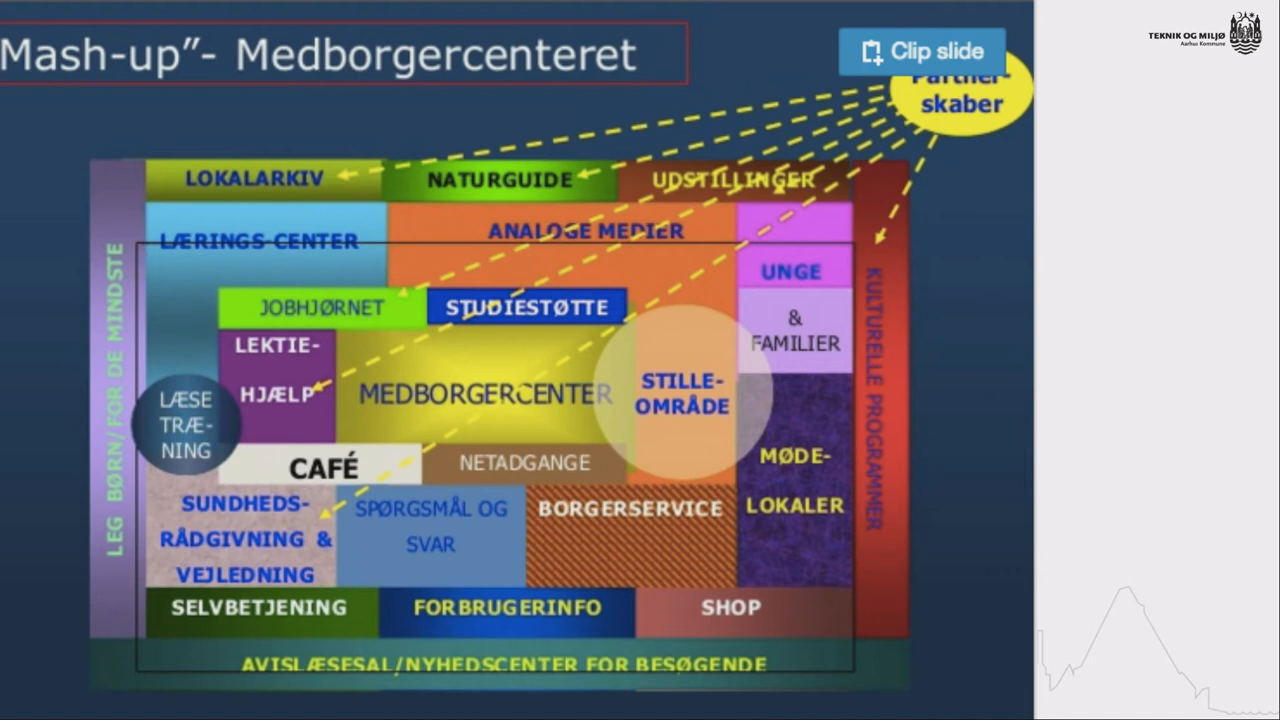 Mash-up”- Medborgercenteret
Clip slide
TEKNIK OG MILJØ
Aarhus Kommune
Partner-
skaber
LOKALARKIV
NATURGUIDE
UDSTILLINGER
LÆRINGS-CENTER
ANALOGE MEDIER
LEG BØRN/ FOR DE MINDSTE
UNGE
KULTURELLE PROGRAMMER
JOBHJØRNET
STUDIESTØTTE
&
FAMILIER
LEKTIE-
HJÆLP
MEDBORGERCENTER
STILLE-
OMRÅDE
LÆSE
TRÆ-
NING
CAFÉ
NETADGANGE
MØDE-
LOKALER
SUNDHEDS-
RÅDGIVNING &
VEJLEDNING
SPØRGSMÅL OG
SVAR
BORGERSERVICE
SELVBETJENING
FORBRUGERINFO
SHOP
AVISLÆSESAL/NYHEDSCENTER FOR BESØGENDE